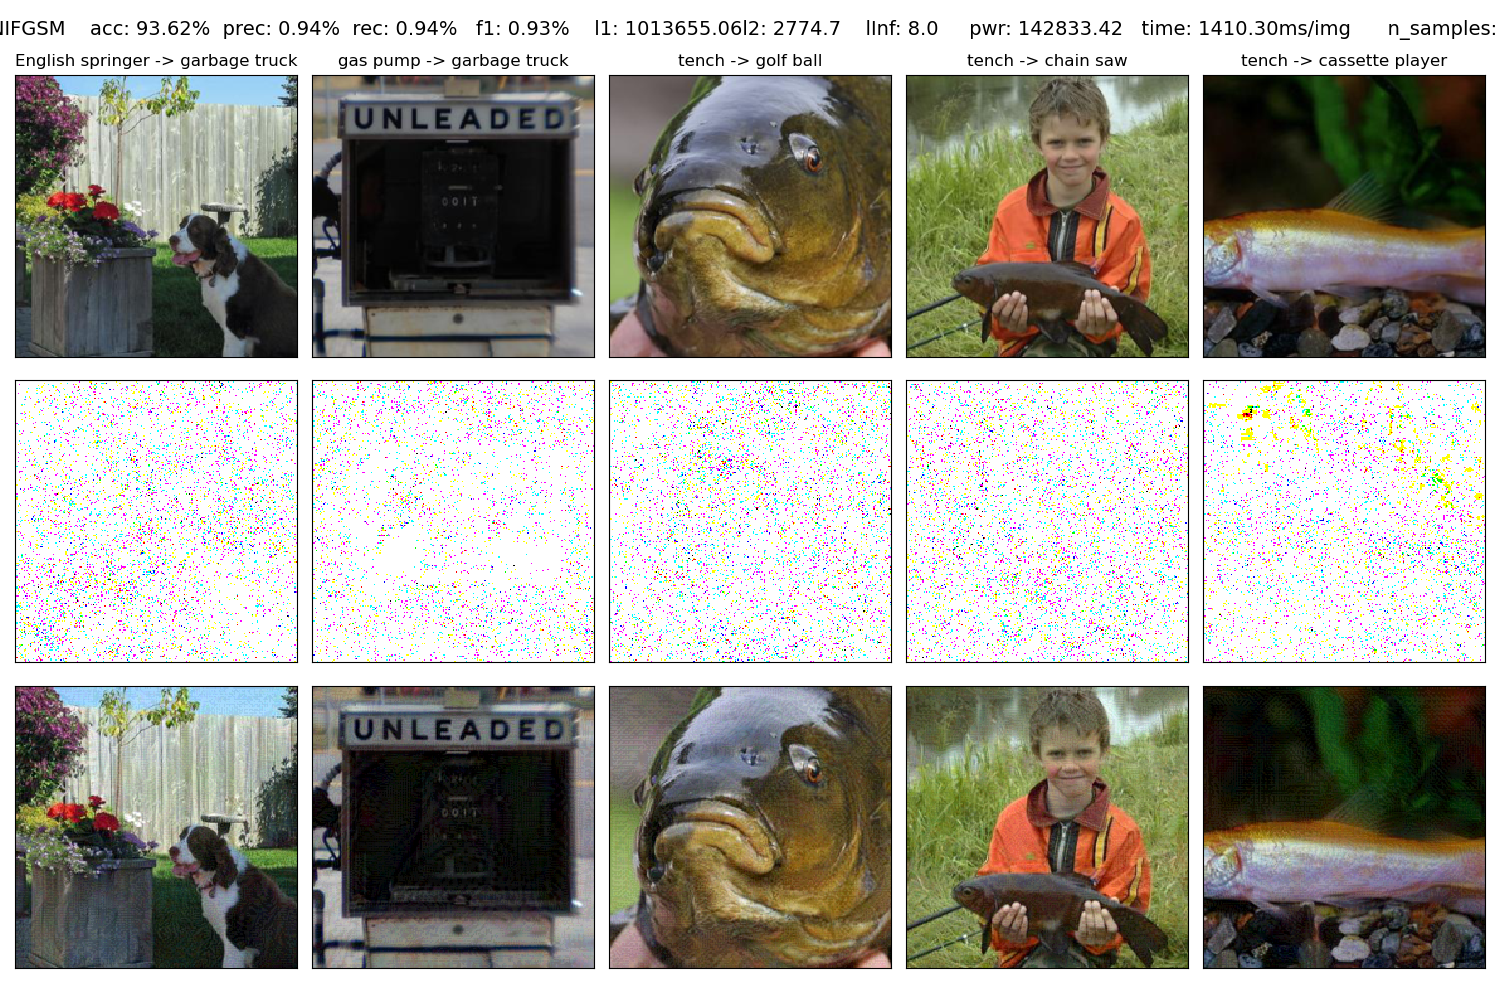 NIFGSM    acc: 93.62%  prec: 0.94%  rec: 0.94%   f1: 0.93%    l1: 1013655.06l2: 2774.7    lInf: 8.0     pwr: 142833.42   time: 1410.30ms/img      n_samples:
English springer -> garbage truck
gas pump -> garbage truck
tench -> golf ball
tench -> chain saw
tench -> cassette player
UNLEADED
UNLEADED